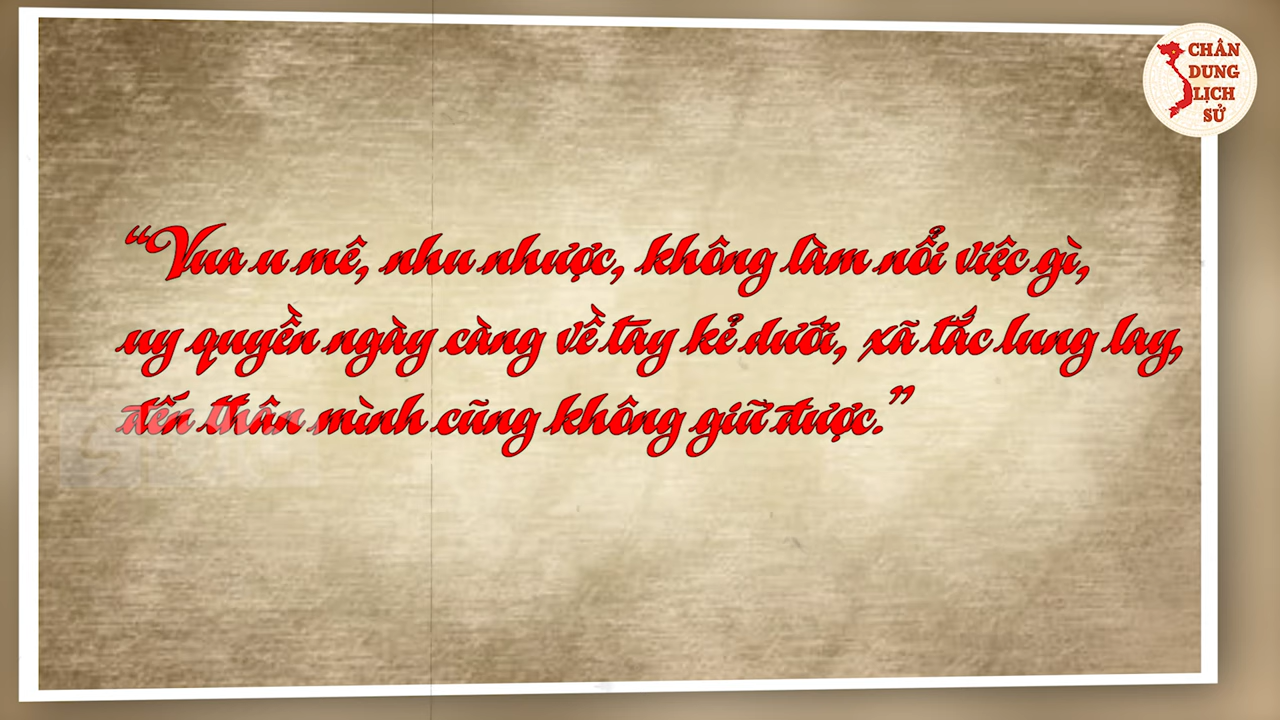 CHÂN
DUNG
LỊCH
SỬ
“Vua u mê, nhu nhược, không làm nổi việc gì,
uy quyền ngày càng về tay kẻ dưới, xã tắc lung lay,
đến thân mình cũng không giữ được.”